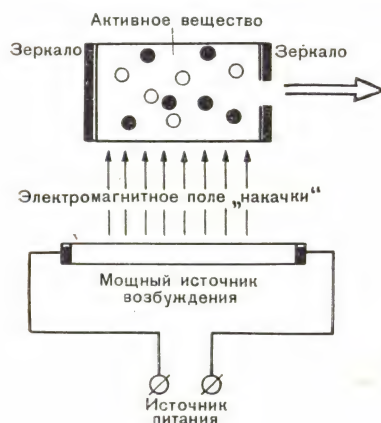 Активное вещество
Зеркало
Зеркало
Электромагнитное поле „накачки“
Мощный источник
возбуждения
Источник
питания